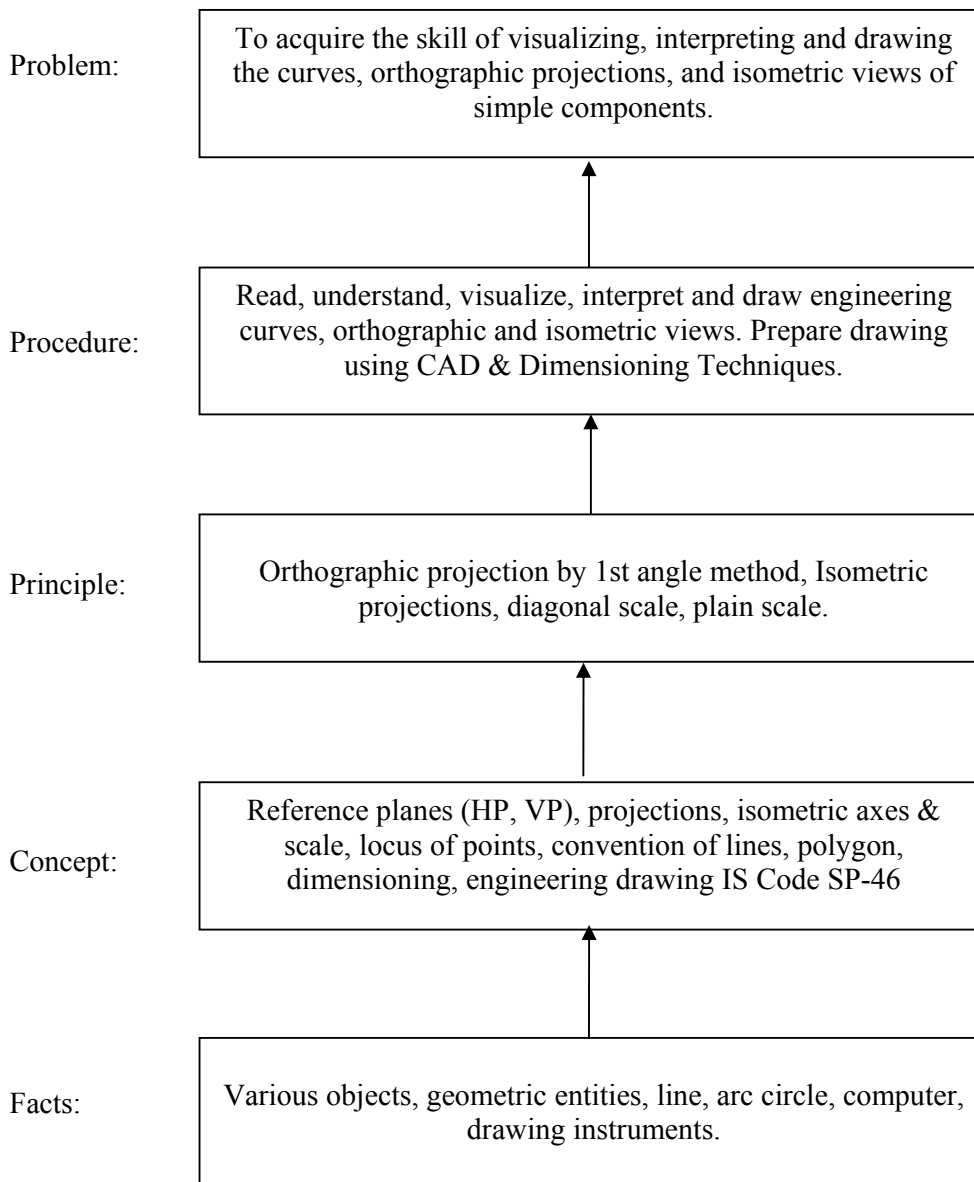 Problem:
To acquire the skill of visualizing, interpreting and drawing
the curves, orthographic projections, and isometric views of
simple components.
Procedure:
Read, understand, visualize, interpret and draw engineering
curves, orthographic and isometric views. Prepare drawing
using CAD & Dimensioning Techniques.
Principle:
Orthographic projection by 1st angle method, Isometric
projections, diagonal scale, plain scale.
Concept:
Reference planes (HP, VP), projections, isometric axes &
scale, locus of points, convention of lines, polygon,
dimensioning, engineering drawing IS Code SP-46
Facts:
Various objects, geometric entities, line, arc circle, computer,
drawing instruments.